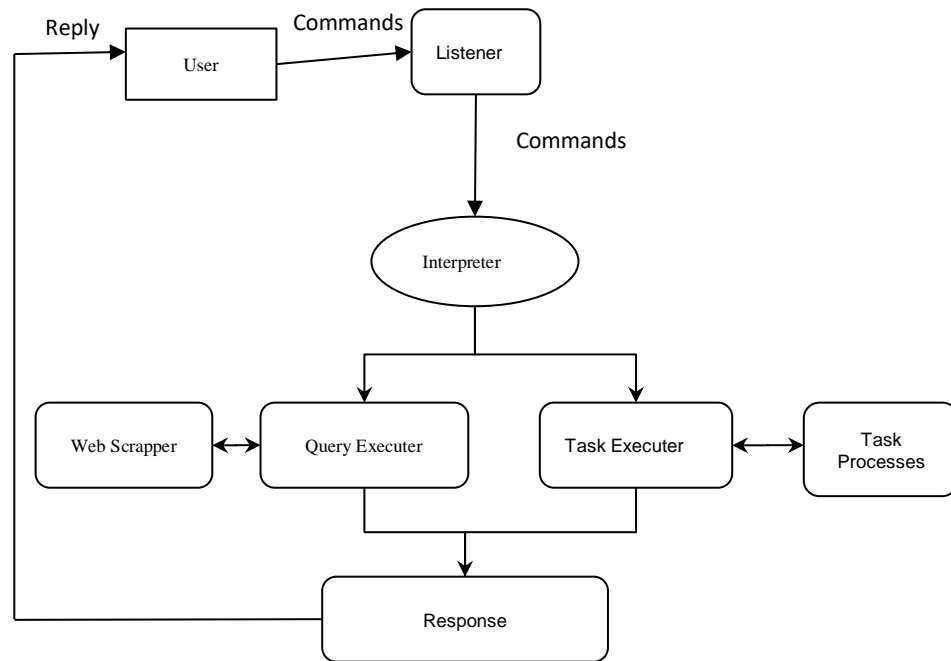 Reply
Commands
User
Listener
Commands
Interpreter
Web Scrapper
Query Executer
Task Executer
Task
Processes
Response